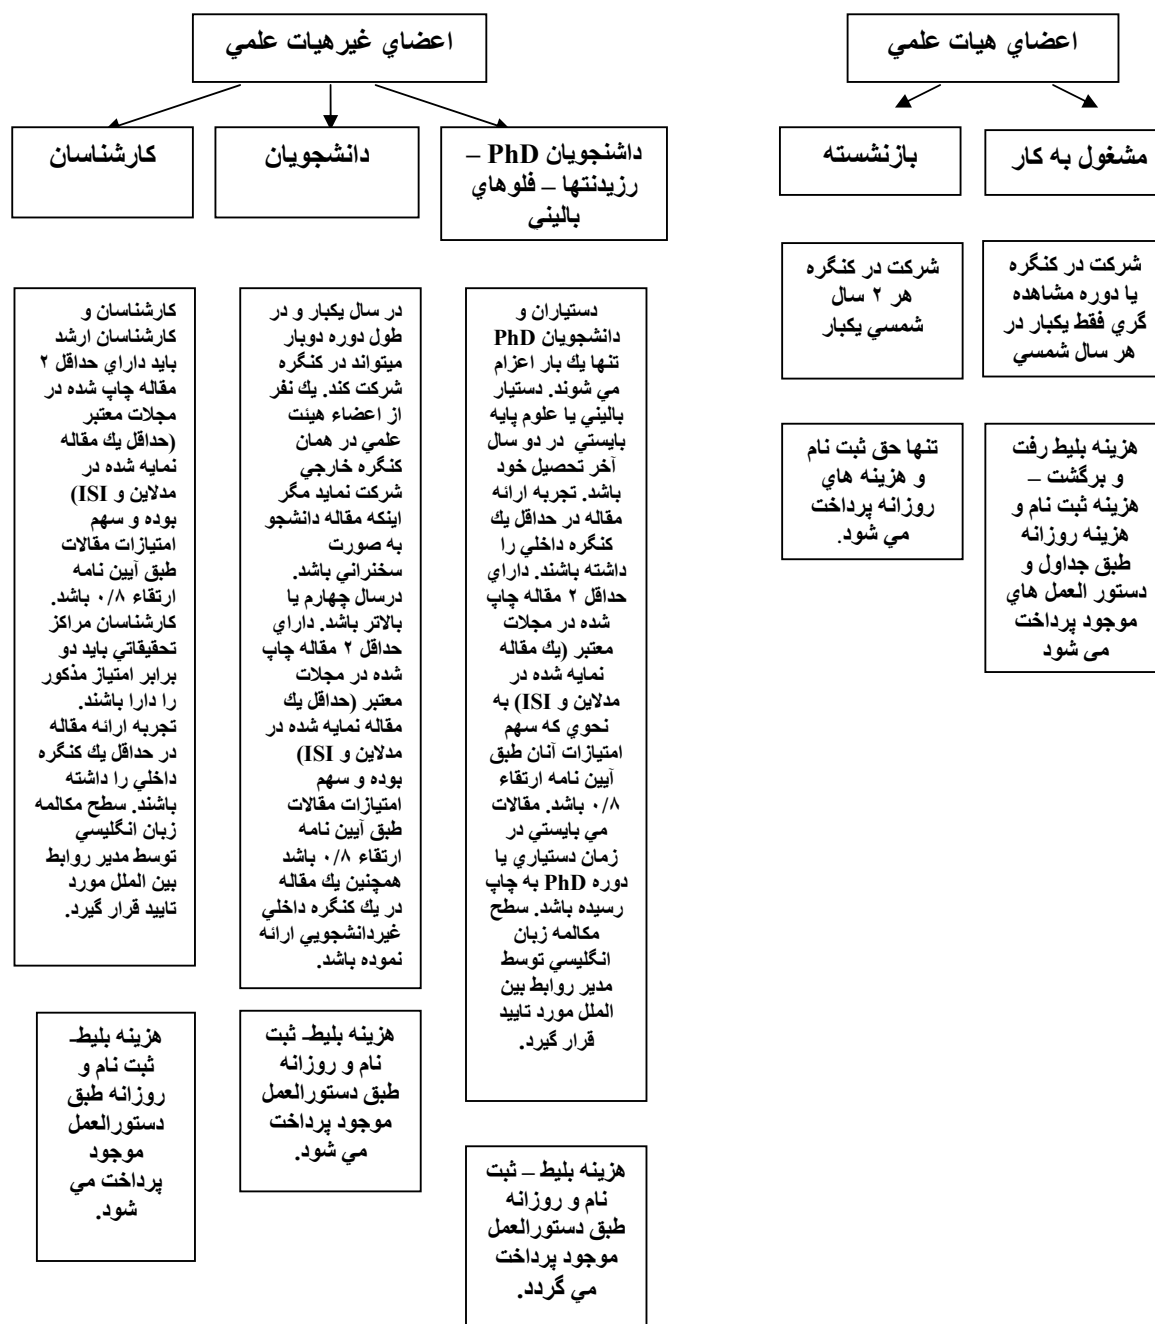 اعضاي هيات علمي
مشغول به كار
بازنشسته
شركت در كنگره
يا دوره مشاهده
گري فقط يكبار در
هر سال شمسي
شركت در كنگره
هر ۲ سال
شمسي يكبار
هزينه بليط رفت
و برگشت –
هزينه ثبت نام و
هزينه روزانه
طبق جداول و
دستور العمل هاي
موجود پرداخت
مي شود
تنها حق ثبت نام
و هزينه هاي
روزانه پرداخت
مي شود.
اعضاي غيرهيات علمي
داشنجويان PhD –
رزيدنتها – فلوهاي
باليني
دانشجويان
كارشناسان
دستياران و
دانشجويان PhD
تنها يك بار اعزام
مي شوند. دستيار
باليني يا علوم پايه
بايستي در دو سال
آخر تحصيل خود
باشد. تجربه ارائه
مقاله در حداقل يك
كنگره داخلي را
داشته باشند. داراي
حداقل ۲ مقاله چاپ
شده در مجلات
معتبر (يك مقاله
نمايه شده در
مدلاين و ISI) به
نحوي كه سهم
امتيازات آنان طبق
آيين نامه ارتقاء
۰/۸ باشد. مقالات
مي بايستي در
زمان دستياري يا
دوره PhD به چاپ
رسيده باشد. سطح
مكالمه زبان
انگليسي توسط
مدير روابط بين
الملل مورد تاييد
قرار گيرد.
در سال يكبار و در
طول دوره دوبار
ميتواند در كنگره
شركت كند. يك نفر
از اعضاء هيئت
علمي در همان
كنگره خارجي
شركت نمايد مگر
اينكه مقاله دانشجو
به صورت
سخنراني باشد.
درسال چهارم يا
بالاتر باشد. داراي
حداقل ۲ مقاله چاپ
شده در مجلات
معتبر (حداقل يك
مقاله نمايه شده در
مدلاين و ISI)
بوده و سهم
امتيازات مقالات
طبق آيين نامه
ارتقاء ۰/۸ باشد
همچنين يك مقاله
در يك كنگره داخلي
غيردانشجويي ارائه
نموده باشد.
كارشناسان و
كارشناسان ارشد
بايد داراي حداقل ۲
مقاله چاپ شده در
مجلات معتبر
(حداقل يك مقاله
نمايه شده در
مدلاين و ISI)
بوده و سهم
امتيازات مقالات
طبق آيين نامه
ارتقاء ۰/۸ باشد.
كارشناسان مراكز
تحقيقاتي بايد دو
برابر امتياز مذكور
را دارا باشند.
تجربه ارائه مقاله
در حداقل يك كنگره
داخلي را داشته
باشند. سطح مكالمه
زبان انگليسي
توسط مدير روابط
بين الملل مورد
تاييد قرار گيرد.
هزينه بليط – ثبت
نام و روزانه
طبق دستورالعمل
موجود پرداخت
مي گردد.
هزينه بليط- ثبت
نام و روزانه
طبق دستورالعمل
موجود پرداخت
مي شود.
هزينه بليط-
ثبت نام و
روزانه طبق
دستورالعمل
موجود
پرداخت مي
شود.